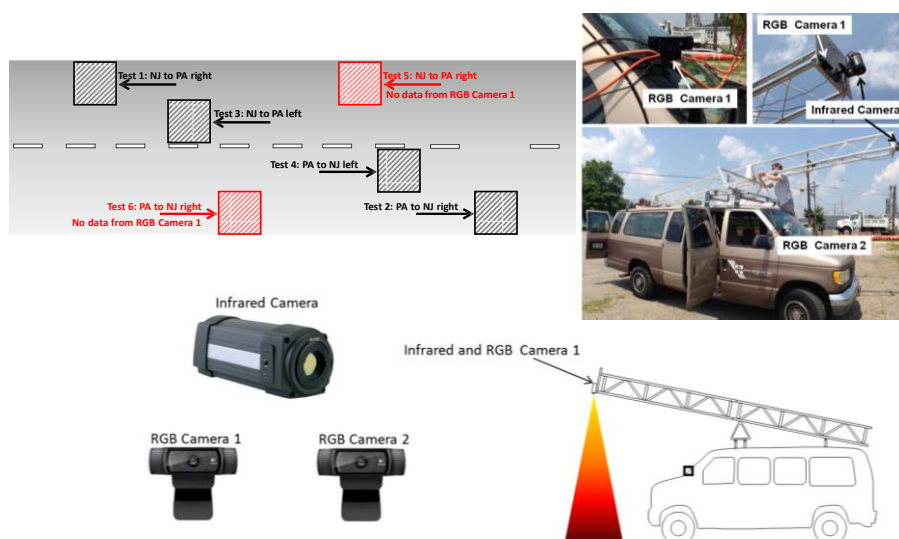 Test 1: NJ to PA right
Test 5: NJ to PA right
No data from RGB Camera 1
Test 3: NJ to PA left
Test 4: PA to NJ left
Test 6: PA to NJ right
No data from RGB Camera 1
Test 2: PA to NJ right
RGB Camera 1
RGB Camera 1
Infrared Camera
RGB Camera 2
Infrared Camera
RGB Camera 1
RGB Camera 2
Infrared and RGB Camera 1